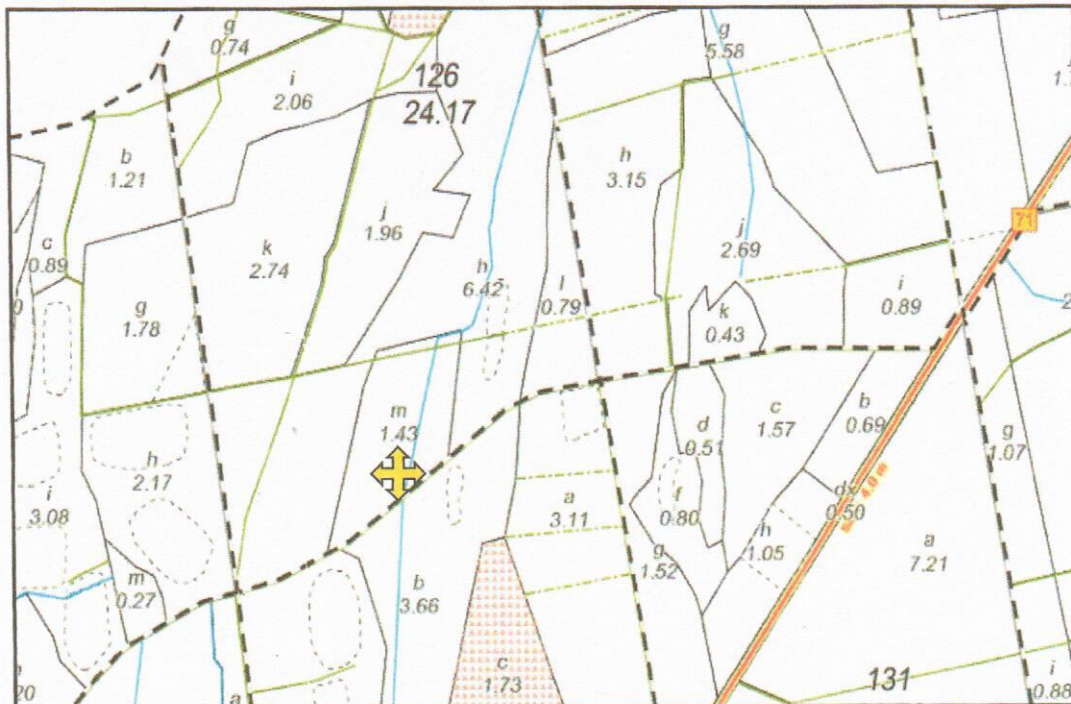 g
0.74
i
2.06
126
24.17
g
5.58
b
1.21
h
3.15
c
0.89
j
1.96
k
2.74
h
6.42
j
2.69
71
g
1.78
l
0.79
k
0.43
i
0.89
m
1.43
d
0.51
c
1.57
b
0.69
g
1.07
h
2.17
i
3.08
a
3.11
f
0.80
dx
0.50
4,0 m
h
1.05
a
7.21
g
1.52
m
0.27
b
3.66
c
1.73
131
i
0.88
20
a